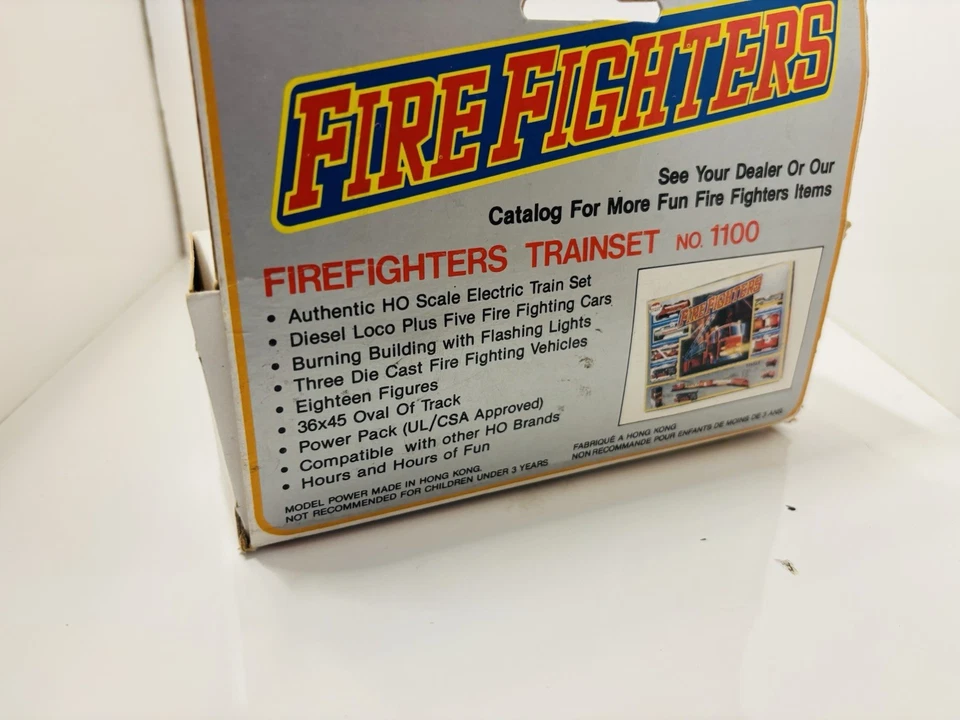 FIRE FIGHTERS
See Your Dealer Or Our
Catalog For More Fun Fire Fighters Items
FIREFIGHTERS TRAINSET NO. 1100
• Authentic HO Scale Electric Train Set
• Diesel Loco Plus Five Fire Fighting Cars
• Burning Building with Flashing Lights
• Three Die Cast Fire Fighting Vehicles
• Eighteen Figures
• 36x45 Oval Of Track
• Power Pack (UL/CSA Approved)
• Compatible with other HO Brands
• Hours and Hours of Fun
MODEL POWER MADE IN HONG KONG.
NOT RECOMMENDED FOR CHILDREN UNDER 3 YEARS
FABRIQUÉ A HONG KONG
NON RECOMMANDE POUR ENFANTS DE MOINS DE 3 ANS
FIRE FIGHTERS